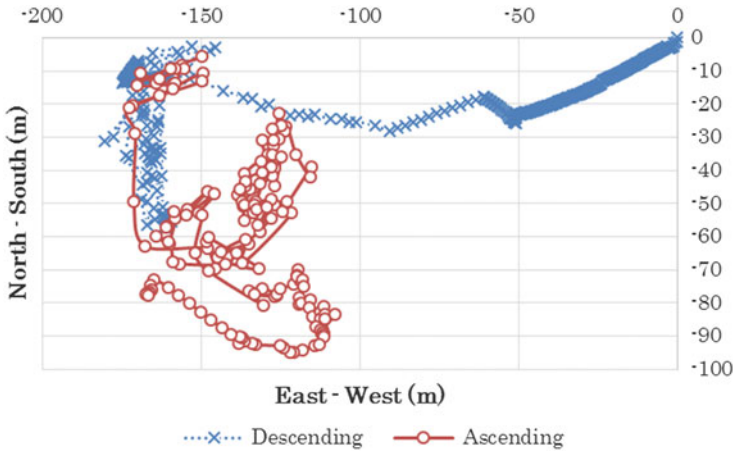 -200 -150 -100 -50 0
0
-10
-20
-30
-40
-50
-60
-70
-80
-90
-100
North - South (m)
East - West (m)
Descending Ascending